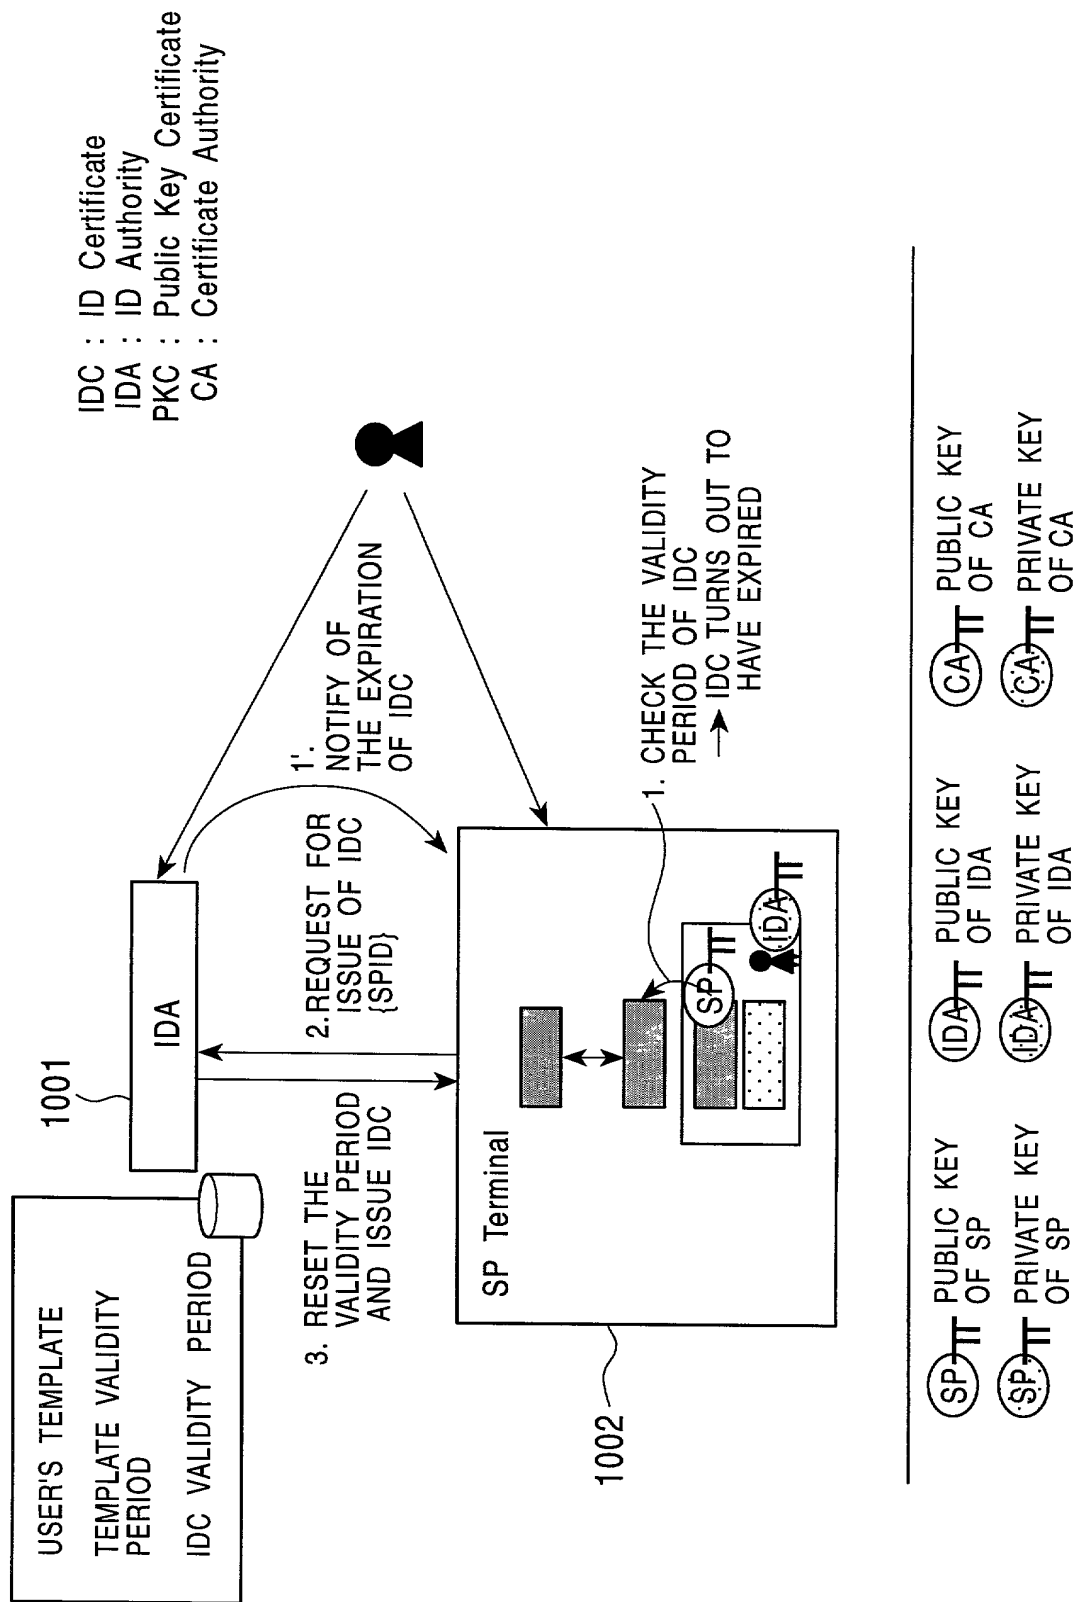 IDC : ID Certificate
IDA : ID Authority
PKC : Public Key Certificate
CA : Certificate Authority
USER'S TEMPLATE
TEMPLATE VALIDITY
PERIOD
IDC VALIDITY PERIOD
1001
IDA
1'.
NOTIFY OF
THE EXPIRATION
OF IDC
2.REQUEST FOR
ISSUE OF IDC
{SPID}
3. RESET THE
VALIDITY PERIOD
AND ISSUE IDC
SP Terminal
1002
SP
IDA
1. CHECK THE VALIDITY
PERIOD OF IDC
→ IDC TURNS OUT TO
HAVE EXPIRED
SP PUBLIC KEY
OF SP
IDA PUBLIC KEY
OF IDA
CA PUBLIC KEY
OF CA
SP PRIVATE KEY
OF SP
IDA PRIVATE KEY
OF IDA
CA PRIVATE KEY
OF CA